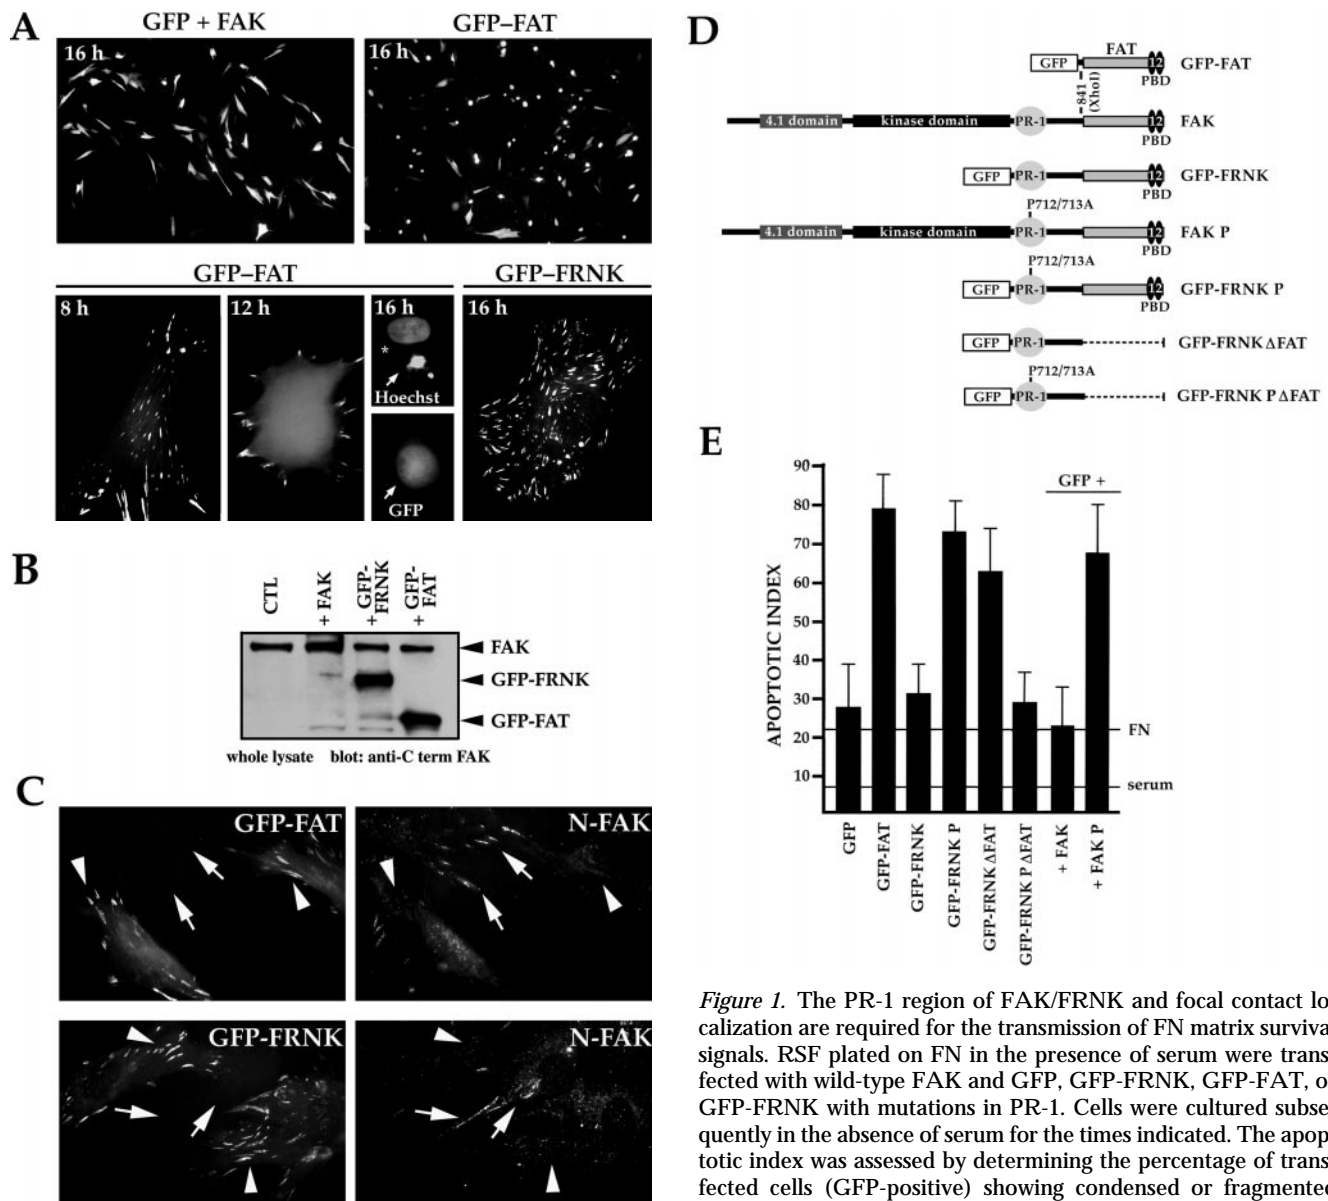 A
GFP + FAK
GFP–FAT
16 h
16 h
GFP–FAT
GFP–FRNK
8 h
12 h
16 h
*
Hoechst
GFP
16 h
B
CTL
+ FAK
+ GFP-FRNK
+ GFP-FAT
FAK
GFP-FRNK
GFP-FAT
whole lysate blot: anti-C term FAK
C
GFP-FAT
N-FAK
GFP-FRNK
N-FAK
D
FAT
GFP
12
GFP-FAT
PBD
841
(XhoI)
4.1 domain kinase domain PR-1 12 FAK
PBD
GFP PR-1 12 GFP-FRNK
PBD
P712/713A
4.1 domain kinase domain PR-1 12 FAK P
PBD
P712/713A
GFP PR-1 12 GFP-FRNK P
PBD
GFP PR-1 GFP-FRNK ΔFAT
P712/713A
GFP PR-1 GFP-FRNK P ΔFAT
E
APOPTOTIC INDEX
90
80
70
60
50
40
30
20
10
GFP +
FN
serum
GFP
GFP-FAT
GFP-FRNK
GFP-FRNK P
GFP-FRNK ΔFAT
GFP-FRNK P ΔFAT
+ FAK
+ FAK P
Figure 1. The PR-1 region of FAK/FRNK and focal contact lo
calization are required for the transmission of FN matrix surviva
signals. RSF plated on FN in the presence of serum were trans
fected with wild-type FAK and GFP, GFP-FRNK, GFP-FAT, o
GFP-FRNK with mutations in PR-1. Cells were cultured subse
quently in the absence of serum for the times indicated. The apop
totic index was assessed by determining the percentage of trans
fected cells (GFP-positive) showing condensed or fragmented